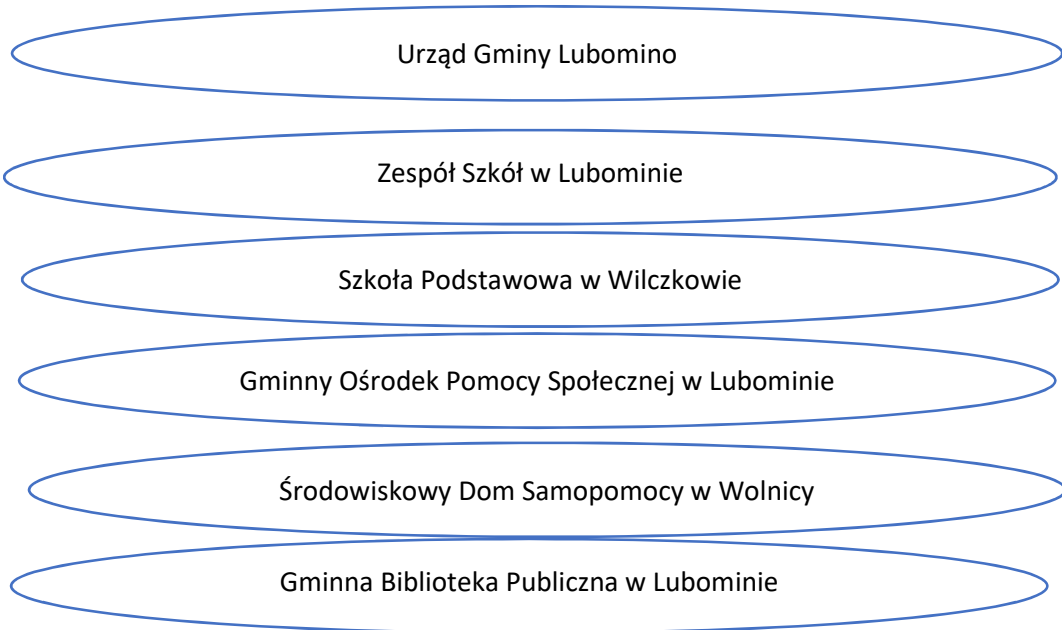 Urząd Gminy Lubomino
Zespół Szkół w Lubominie
Szkoła Podstawowa w Wilczkowie
Gminny Ośrodek Pomocy Społecznej w Lubominie
Środowiskowy Dom Samopomocy w Wolnicy
Gminna Biblioteka Publiczna w Lubominie